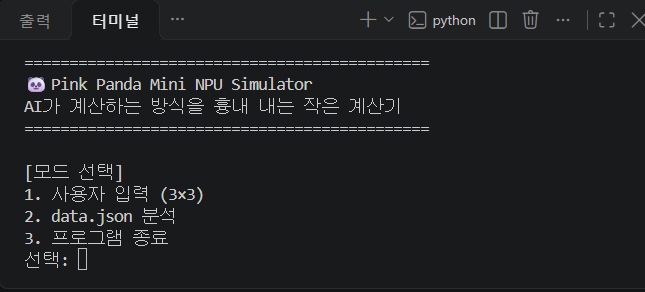 출력 터미널 ... python ...
============================================
🐼 Pink Panda Mini NPU Simulator
AI가 계산하는 방식을 흉내 내는 작은 계산기
============================================
[모드 선택]
1. 사용자 입력 (3×3)
2. data.json 분석
3. 프로그램 종료
선택: